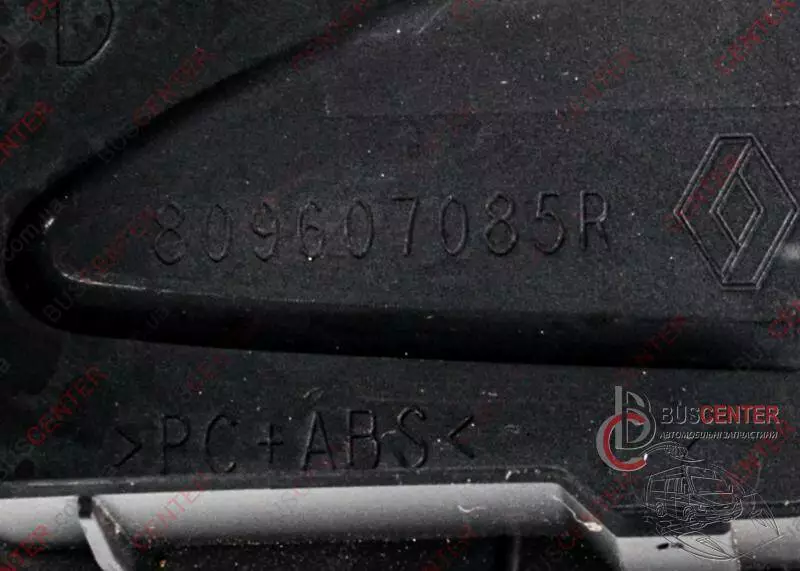 D
809607085R
>PC+ABS<
BUSCENTER
АВТОМОБІЛЬНІ ЗАПЧАСТИНИ